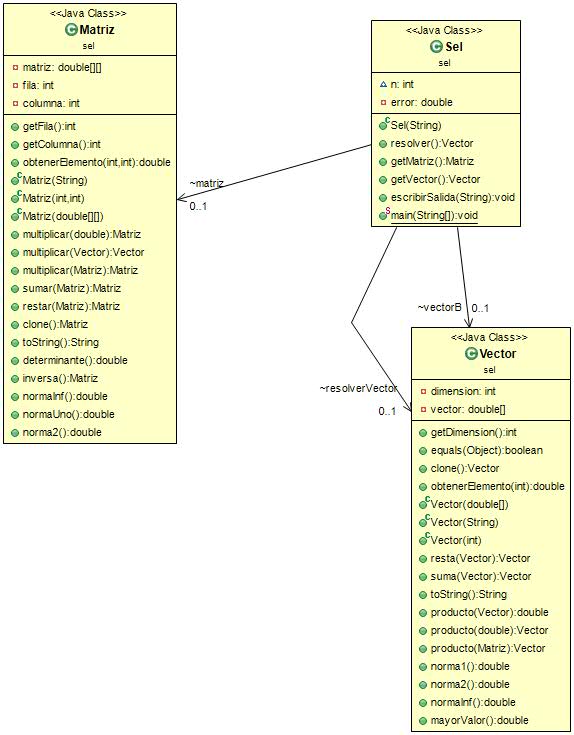 <<Java Class>>
Matriz
sel
matriz: double[][]
fila: int
columna: int
getFila():int
getColumna():int
obtenerElemento(int,int):double
Matriz(String)
Matriz(int,int)
Matriz(double[][])
multiplicar(double):Matriz
multiplicar(Vector):Vector
multiplicar(Matriz):Matriz
sumar(Matriz):Matriz
restar(Matriz):Matriz
clone():Matriz
toString():String
determinante():double
inversa():Matriz
normaInf():double
normaUno():double
norma2():double
<<Java Class>>
Sel
sel
n: int
error: double
Sel(String)
resolver():Vector
getMatriz():Matriz
getVector():Vector
escribirSalida(String):void
main(String[]):void
~matriz
0..1
~vectorB
0..1
~resolverVector
0..1
<<Java Class>>
Vector
sel
dimension: int
vector: double[]
getDimension():int
equals(Object):boolean
clone():Vector
obtenerElemento(int):double
Vector(double[])
Vector(String)
Vector(int)
resta(Vector):Vector
suma(Vector):Vector
toString():String
producto(Vector):double
producto(double):Vector
producto(Matriz):Vector
norma1():double
norma2():double
normaInf():double
mayorValor():double